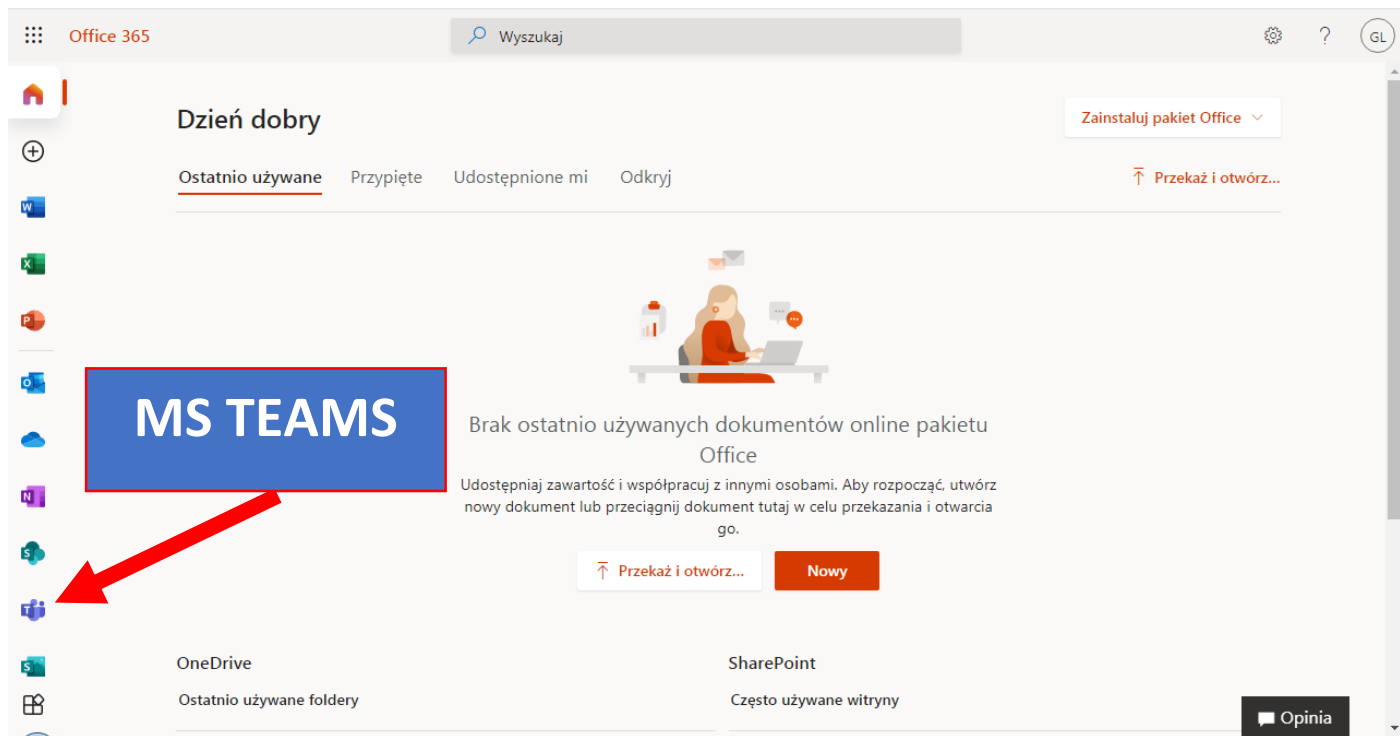 Office 365
Wyszukaj
?
GL
Dzień dobry
Zainstaluj pakiet Office
Ostatnio używane Przypięte Udostępnione mi Odkryj
Przekaż i otwórz...
W
X
P
O
N
S
T
S
MS TEAMS
Brak ostatnio używanych dokumentów online pakietu
Office
Udostępniaj zawartość i współpracuj z innymi osobami. Aby rozpocząć, utwórz
nowy dokument lub przeciągnij dokument tutaj w celu przekazania i otwarcia
go.
Przekaż i otwórz...
Nowy
OneDrive
SharePoint
Ostatnio używane foldery
Często używane witryny
Opinia